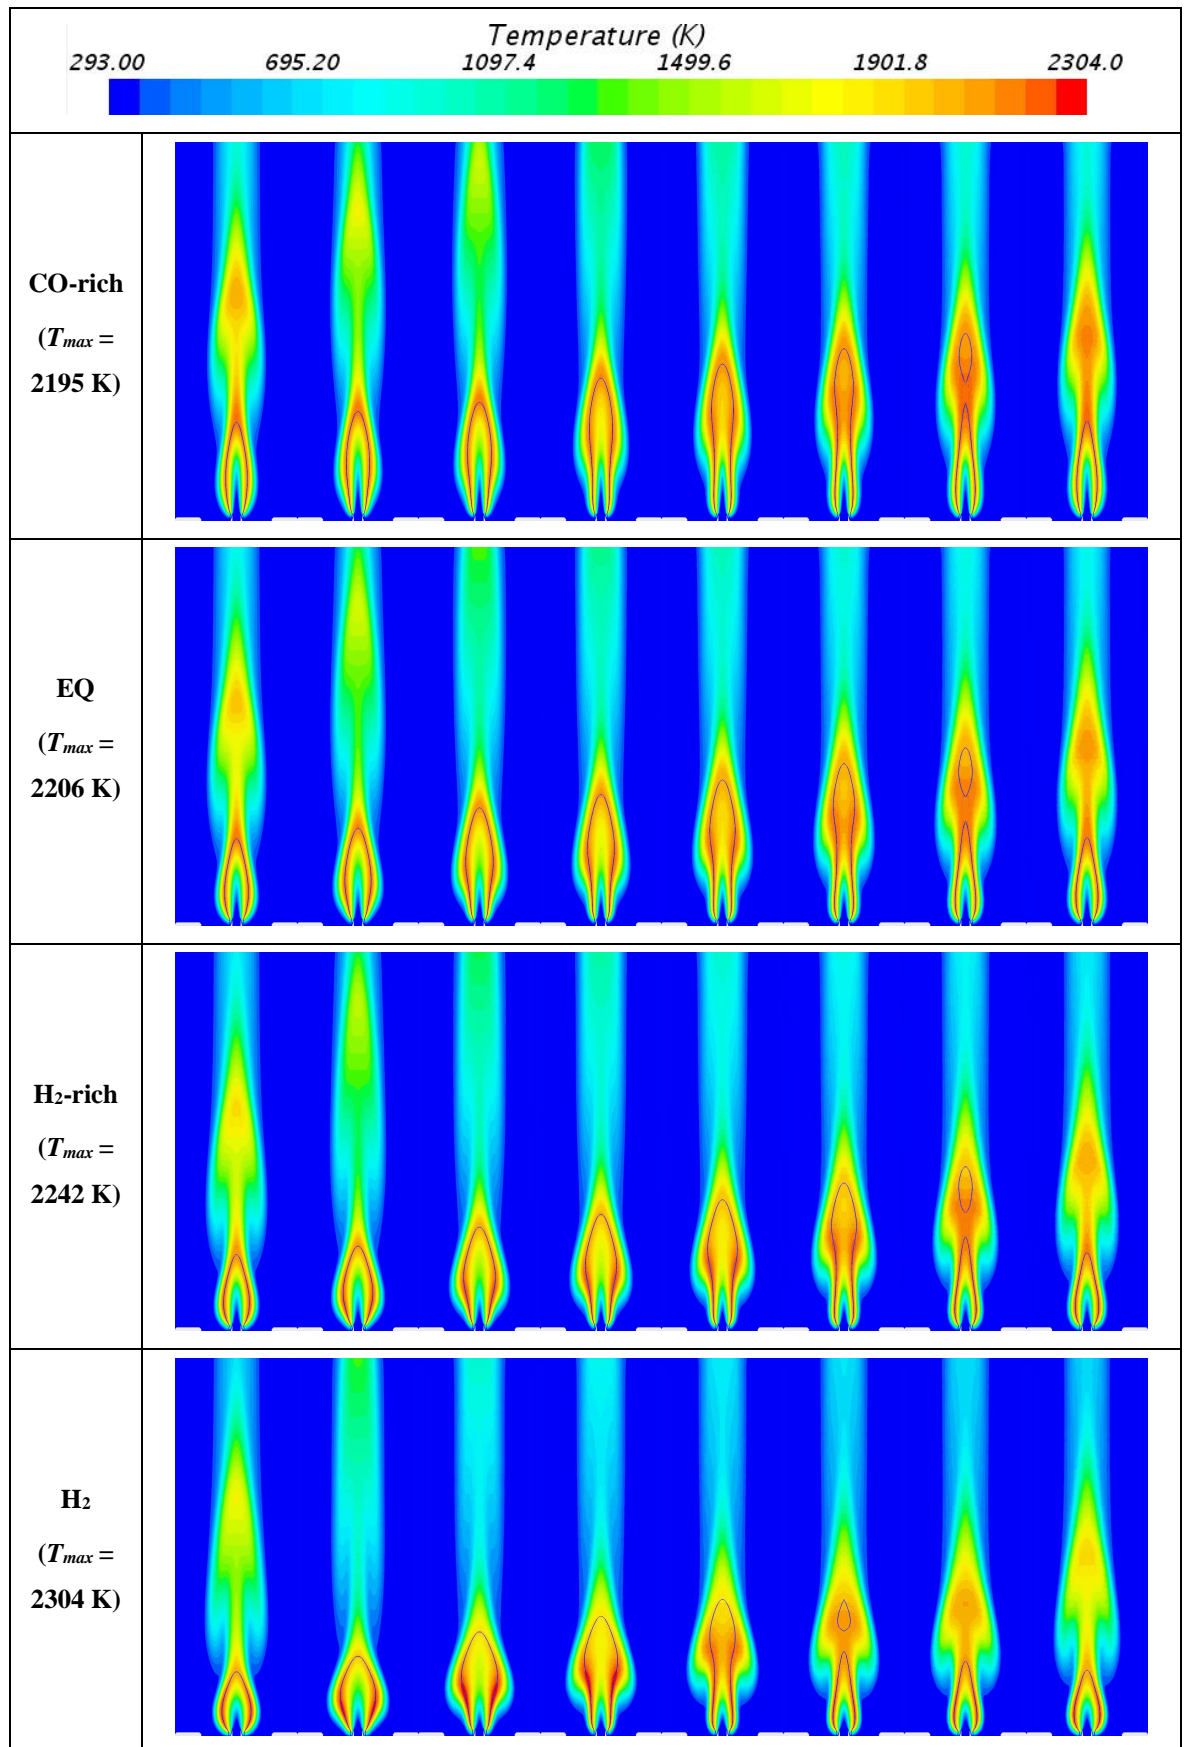 Temperature (K)
293.00 695.20 1097.4 1499.6 1901.8 2304.0
CO-rich
(Tmax =
2195 K)
EQ
(Tmax =
2206 K)
H2-rich
(Tmax =
2242 K)
H2
(Tmax =
2304 K)